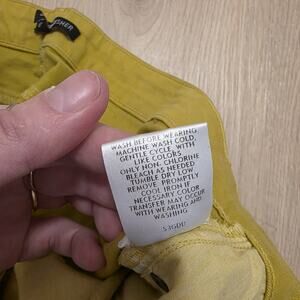 FISHER
WASH BEFORE WEARING
MACHINE WASH COLD,
GENTLE CYCLE, WITH
LIKE COLORS
ONLY NON- CHLORINE
BLEACH AS NEEDED
TUMBLE DRY LOW
REMOVE PROMPTLY
COOL IRON IF
NECESSARY COLOR
TRANSFER MAY OCCUR
WITH WEARING AND
WASHING